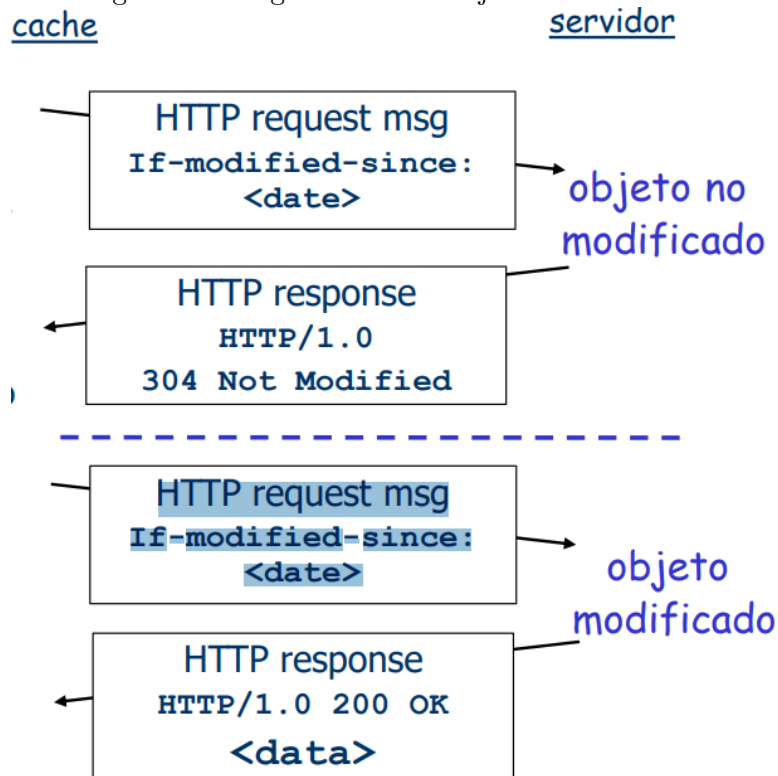 cache
servidor
HTTP request msg
If-modified-since:
<date>
objeto no
modificado
HTTP response
HTTP/1.0
304 Not Modified
HTTP request msg
If-modified-since:
<date>
objeto
modificado
HTTP response
HTTP/1.0 200 OK
<data>